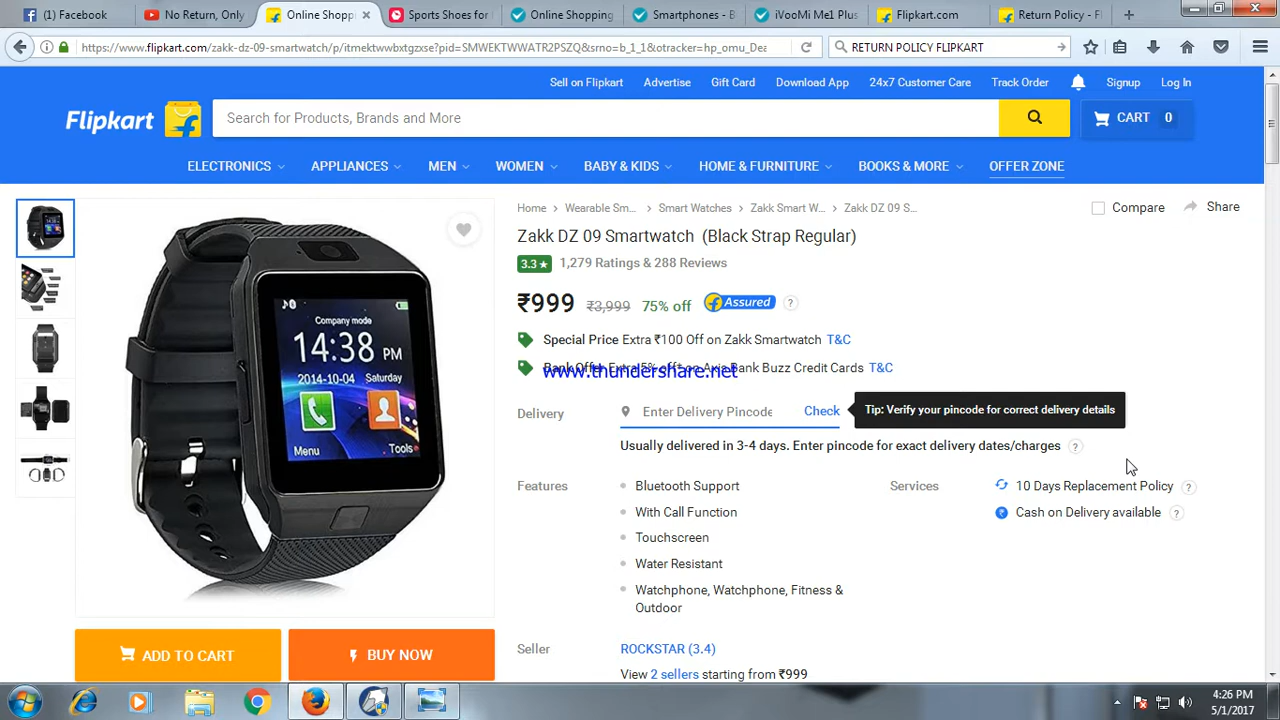 (1) Facebook
No Return, Only
Online Shopp
Sports Shoes for
Online Shopping
Smartphones - B
iVooMi Me1 Plus
Flipkart.com
Return Policy - F
https://www.flipkart.com/zakk-dz-09-smartwatch/p/itmektwwbxtgzxse?pid=SMWEKTWWATR2PSZQ&srno=b_1_1&otracker=hp_omu_Dea
RETURN POLICY FLIPKART
Sell on Flipkart Advertise Gift Card Download App 24x7 Customer Care Track Order Signup Log In
Flipkart
Search for Products, Brands and More
CART 0
ELECTRONICS APPLIANCES MEN WOMEN BABY & KIDS HOME & FURNITURE BOOKS & MORE OFFER ZONE
Home > Wearable Sm... > Smart Watches > Zakk Smart W... > Zakk DZ 09 S...
Compare Share
Zakk DZ 09 Smartwatch (Black Strap Regular)
3.3 ★ 1,279 Ratings & 288 Reviews
₹999 ₹3,999 75% off Assured ?
Special Price Extra ₹100 Off on Zakk Smartwatch T&C
Bank Offer Extra 5% off* on Axis Bank Buzz Credit Cards T&C
www.thundershare.net
Delivery Enter Delivery Pincode Check Tip: Verify your pincode for correct delivery details
Usually delivered in 3-4 days. Enter pincode for exact delivery dates/charges ?
Features
Bluetooth Support
With Call Function
Touchscreen
Water Resistant
Watchphone, Watchphone, Fitness &
Outdoor
Services
10 Days Replacement Policy ?
Cash on Delivery available ?
Seller ROCKSTAR (3.4)
View 2 sellers starting from ₹999
Company mode
14:38 PM
2014-10-04 Saturday
Menu Tools
ADD TO CART
BUY NOW
4:26 PM
5/1/2017